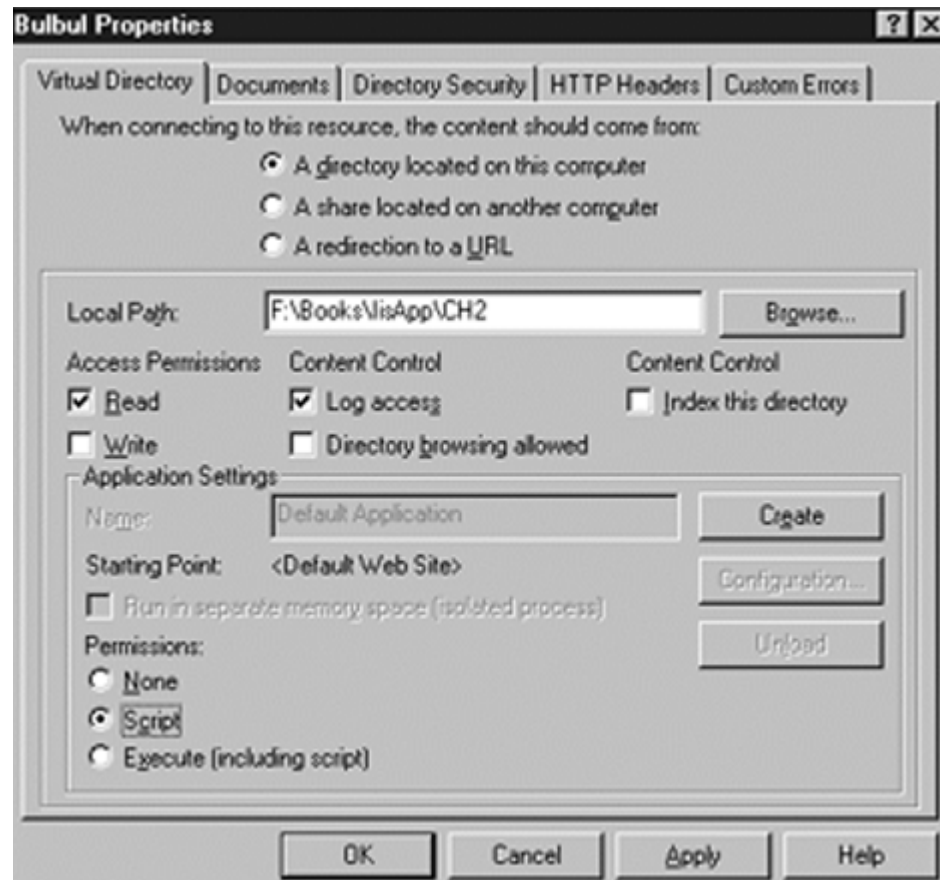 Bulbul Properties
Virtual Directory Documents Directory Security HTTP Headers Custom Errors
When connecting to this resource, the content should come from:
A directory located on this computer
A share located on another computer
A redirection to a URL
Local Path: F:\Books\IisApp\CH2 Browse...
Access Permissions Content Control Content Control
Read Log access Index this directory
Write Directory browsing allowed
Application Settings
Name: Default Application Create
Starting Point: <Default Web Site> Configuration...
Run in separate memory space (isolated process)
Permissions: Unload
None
Script
Execute (including script)
OK Cancel Apply Help